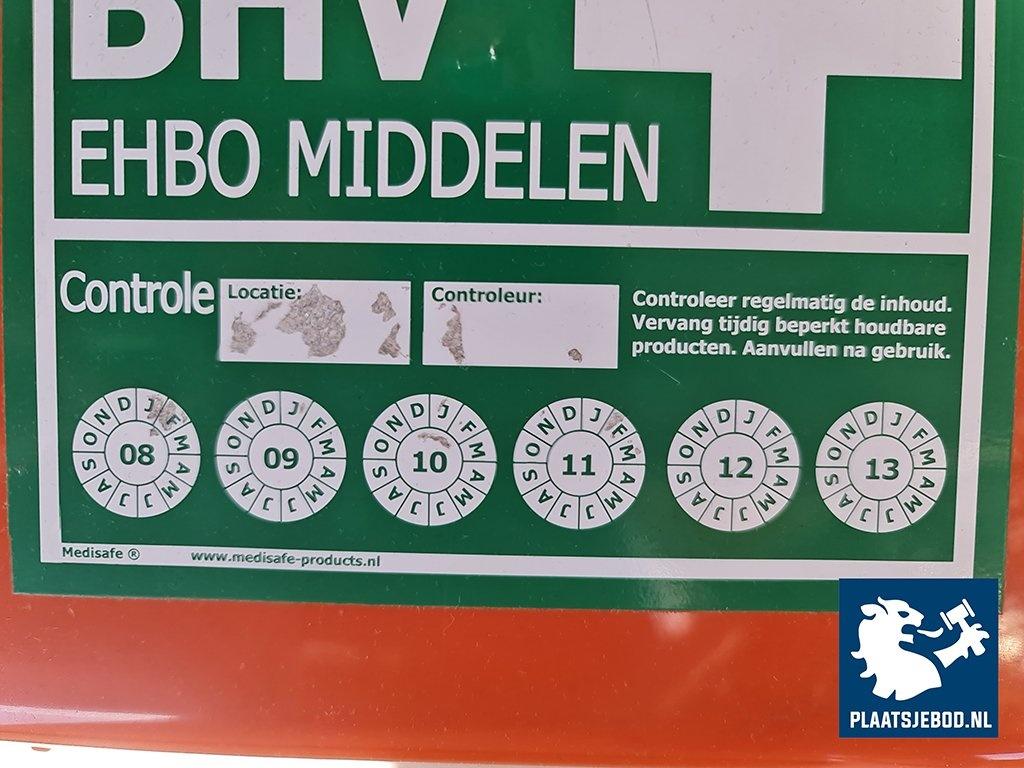 BHV
EHBO MIDDELEN
Controle
Locatie:
Controleur:
Controleer regelmatig de inhoud.
Vervang tijdig beperkt houdbare
producten. Aanvullen na gebruik.
J F M A M J J A S O N D
08
J F M A M J J A S O N D
09
J F M A M J J A S O N D
10
J F M A M J J A S O N D
11
J F M A M J J A S O N D
12
J F M A M J J A S O N D
13
Medisafe ®
www.medisafe-products.nl
PLAATSJEBOD.NL